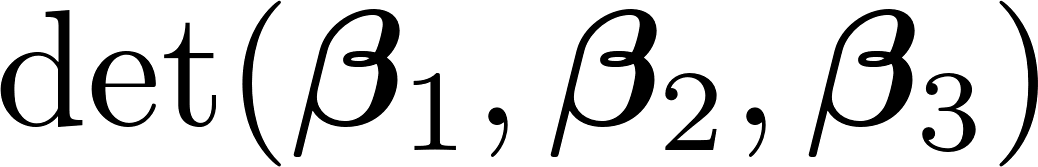 det(𝜷₁, 𝜷₂, 𝜷₃)